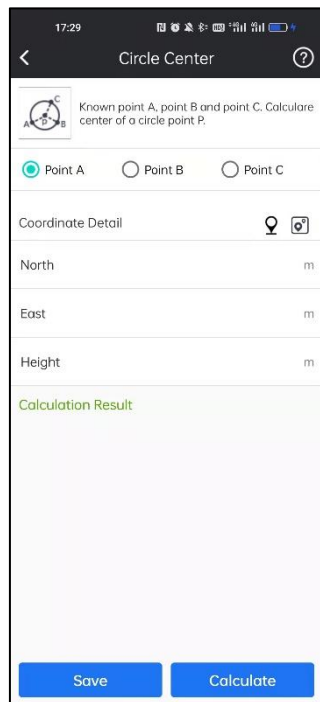 17:29
Circle Center
Known point A, point B and point C. Calculare
center of a circle point P.
C
A P B
Point A Point B Point C
Coordinate Detail
North m
East m
Height m
Calculation Result
Save Calculate